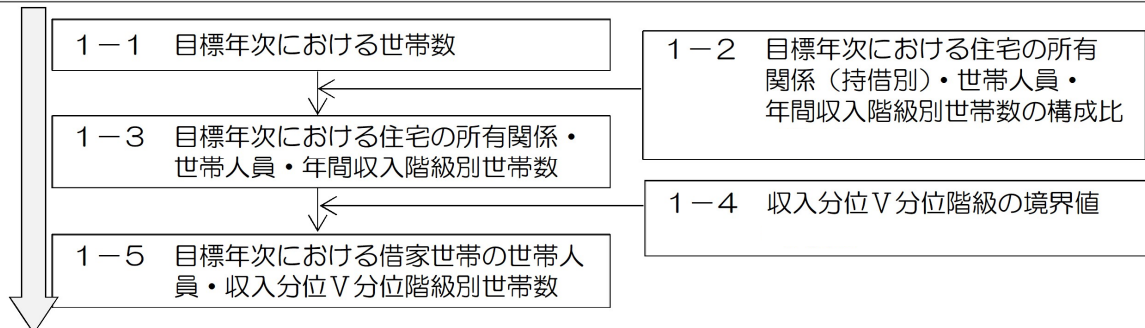 1-1 目標年次における世帯数
1-2 目標年次における住宅の所有
関係(持借別)・世帯人員・
年間収入階級別世帯数の構成比
1-3 目標年次における住宅の所有関係・
世帯人員・年間収入階級別世帯数
1-4 収入分位Ⅴ分位階級の境界値
1-5 目標年次における借家世帯の世帯人
員・収入分位Ⅴ分位階級別世帯数